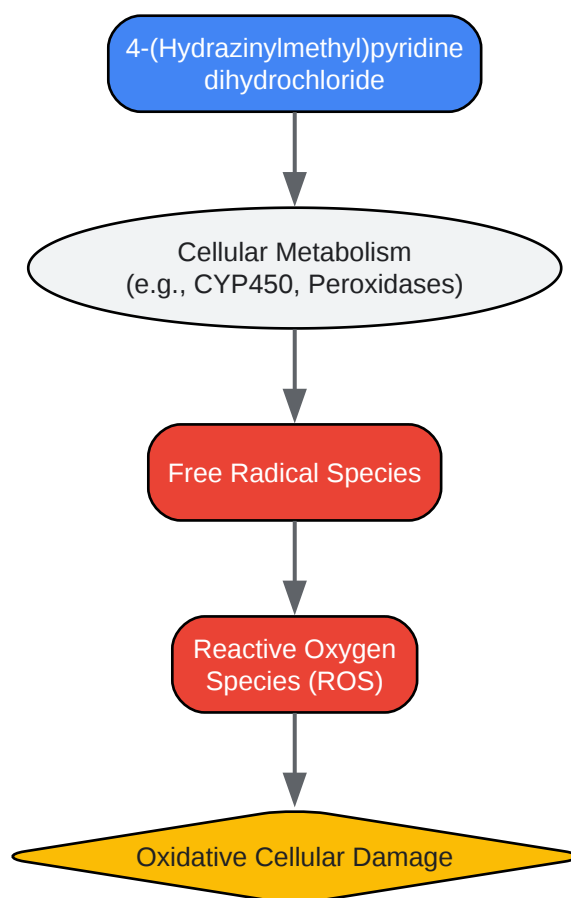 4-(Hydrazinylmethyl)pyridine
dihydrochloride
Cellular Metabolism
(e.g., CYP450, Peroxidases)
Free Radical Species
Reactive Oxygen
Species (ROS)
Oxidative Cellular Damage